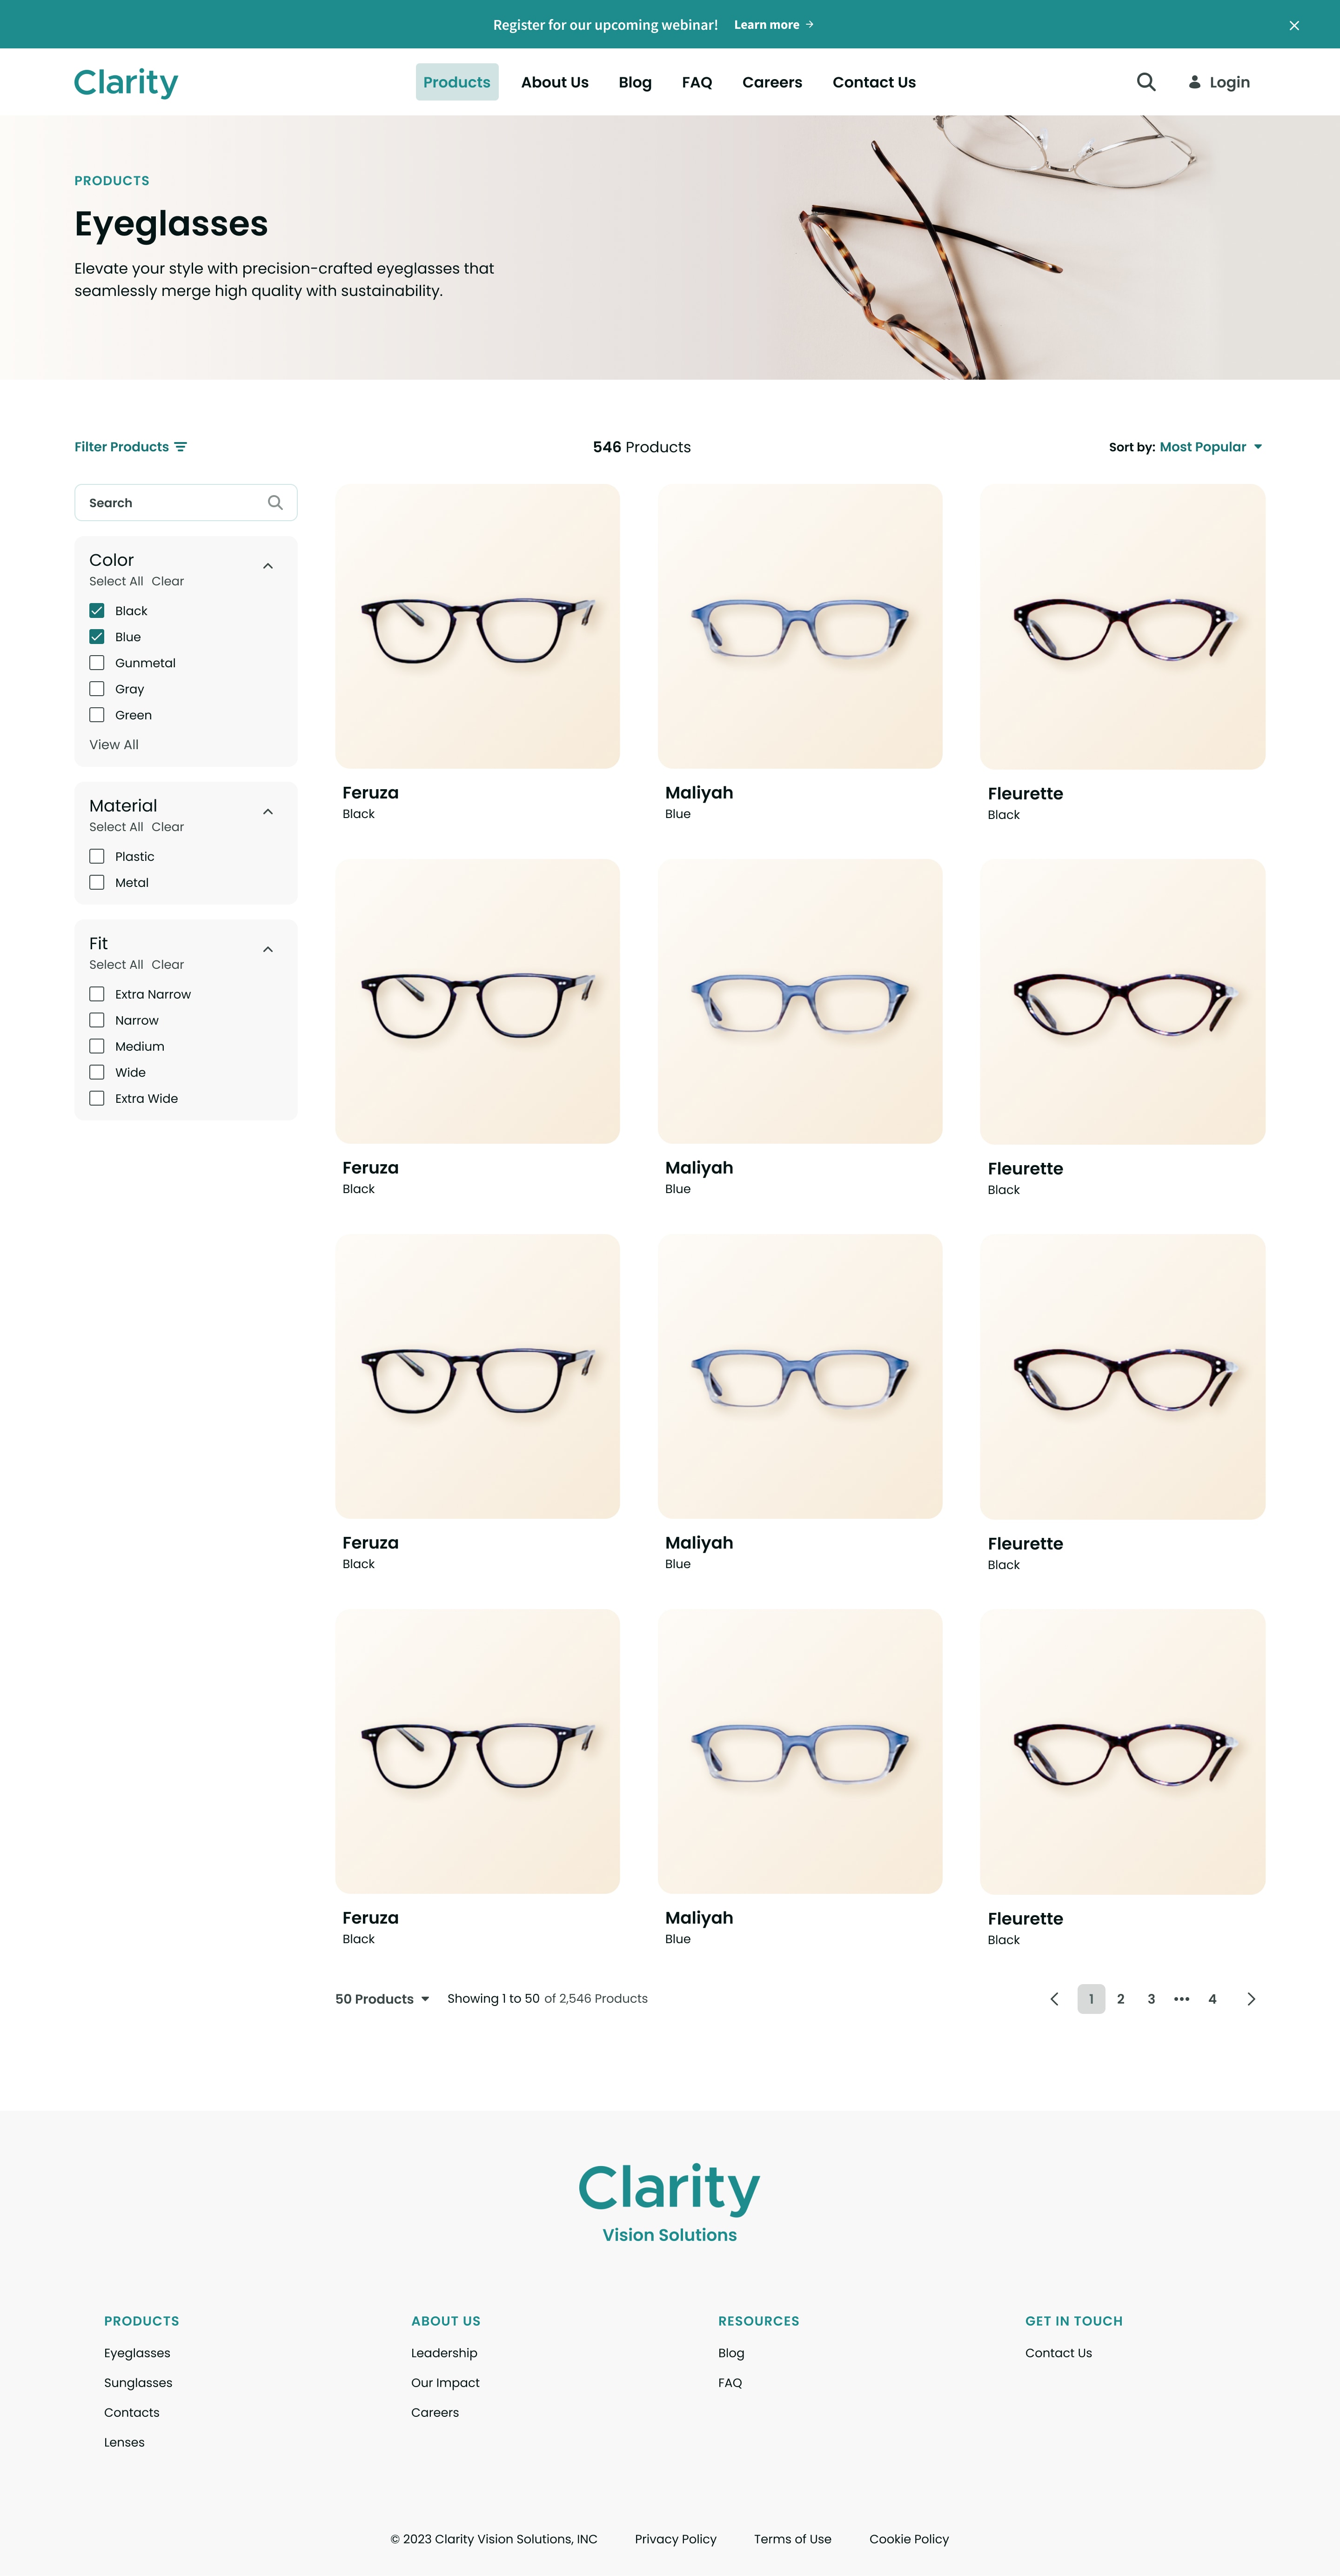 Register for our upcoming webinar! Learn more →
Clarity
Products About Us Blog FAQ Careers Contact Us
Login
PRODUCTS
Eyeglasses
Elevate your style with precision-crafted eyeglasses that
seamlessly merge high quality with sustainability.
Filter Products
546 Products
Sort by: Most Popular
Search
Color
Select All Clear
Black
Blue
Gunmetal
Gray
Green
View All
Material
Select All Clear
Plastic
Metal
Fit
Select All Clear
Extra Narrow
Narrow
Medium
Wide
Extra Wide
Feruza
Black
Maliyah
Blue
Fleurette
Black
Feruza
Black
Maliyah
Blue
Fleurette
Black
Feruza
Black
Maliyah
Blue
Fleurette
Black
Feruza
Black
Maliyah
Blue
Fleurette
Black
50 Products Showing 1 to 50 of 2,546 Products
1 2 3 ••• 4
Clarity
Vision Solutions
PRODUCTS
Eyeglasses
Sunglasses
Contacts
Lenses
ABOUT US
Leadership
Our Impact
Careers
RESOURCES
Blog
FAQ
GET IN TOUCH
Contact Us
© 2023 Clarity Vision Solutions, INC Privacy Policy Terms of Use Cookie Policy